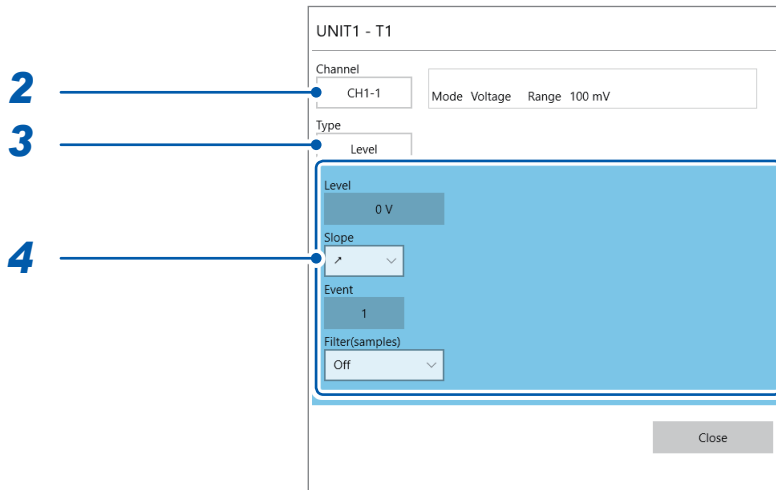 UNIT1 - T1
Channel
2
CH1-1
Mode Voltage Range 100 mV
Type
3
Level
Level
0 V
Slope
4
↗
Event
1
Filter(samples)
Off
Close